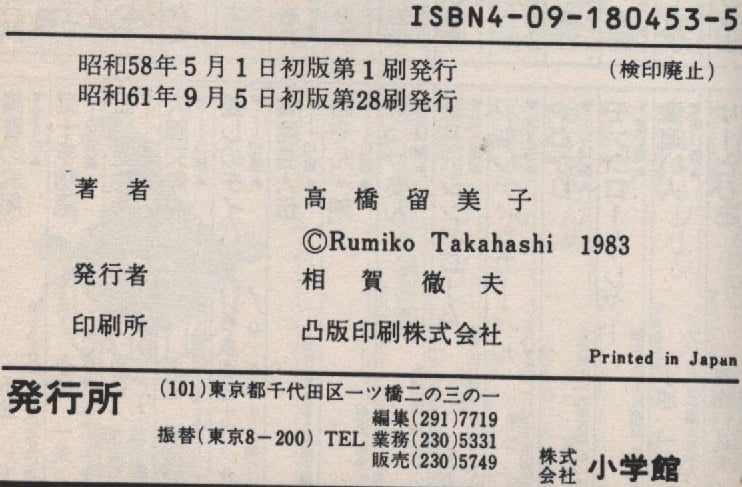 ISBN4-09-180453-5
昭和58年5月1日初版第1刷発行 (検印廃止)
昭和61年9月5日初版第28刷発行
著者 高橋留美子
©Rumiko Takahashi 1983
発行者 相賀徹夫
印刷所 凸版印刷株式会社
Printed in Japan
発行所 (101)東京都千代田区一ツ橋二の三の一
編集(291)7719
振替(東京8-200) TEL 業務(230)5331
販売(230)5749
株式会社 小学館